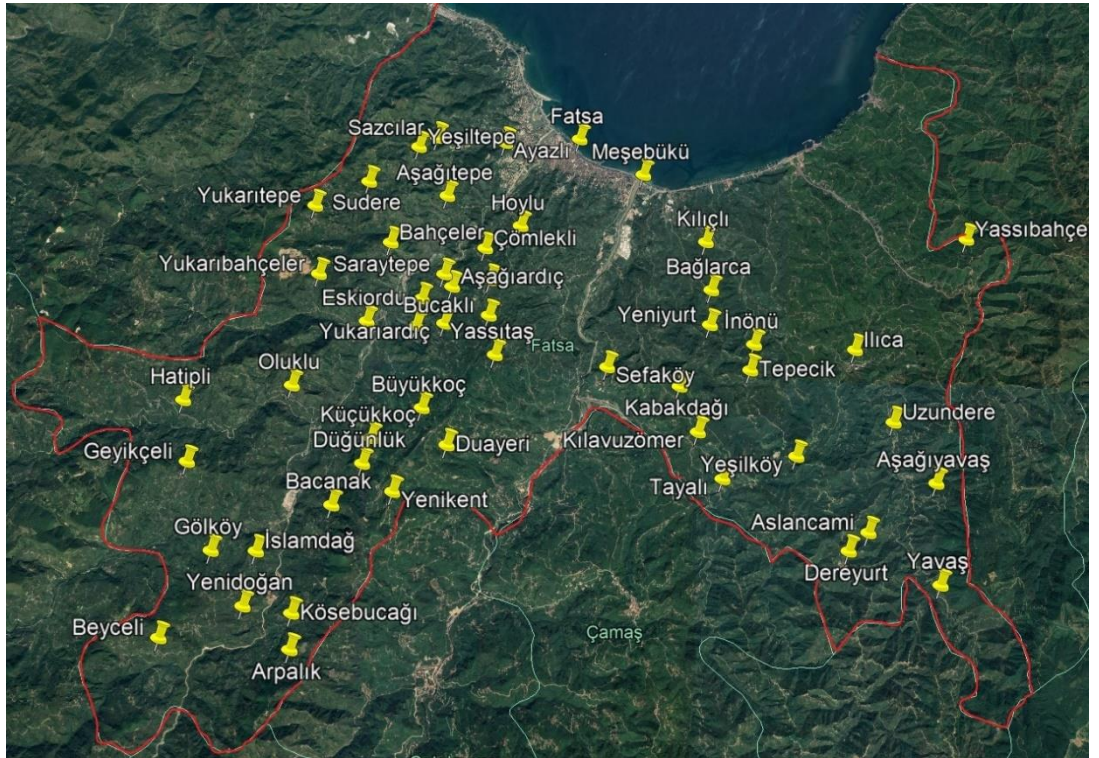 Fatsa
Sazcılar
Yeşiltepe
Ayazlı
Meşebükü
Aşağıtepe
Yukarıtepe
Sudere
Hoylu
Kılıçlı
Yassıbahçe
Bahçeler
Çömlekli
Yukarıbahçeler
Saraytepe
Aşağıardıç
Bağlarca
Eskiordu
Bucaklı
Yeniyurt
İnönü
Yukarıardıç
Yassıtaş
Fatsa
Ilıca
Oluklu
Hatipli
Sefaköy
Tepecik
Büyükkoç
Küçükkoç
Kabakdağı
Uzundere
Düğünlük
Duayeri
Kılavuzömer
Geyikçeli
Yeşilköy
Aşağıyavaş
Bacanak
Yenikent
Tayalı
Gölköy
İslamdağ
Aslancami
Yenidoğan
Dereyurt
Yavaş
Beyceli
Kösebucağı
Çamaş
Arpalık